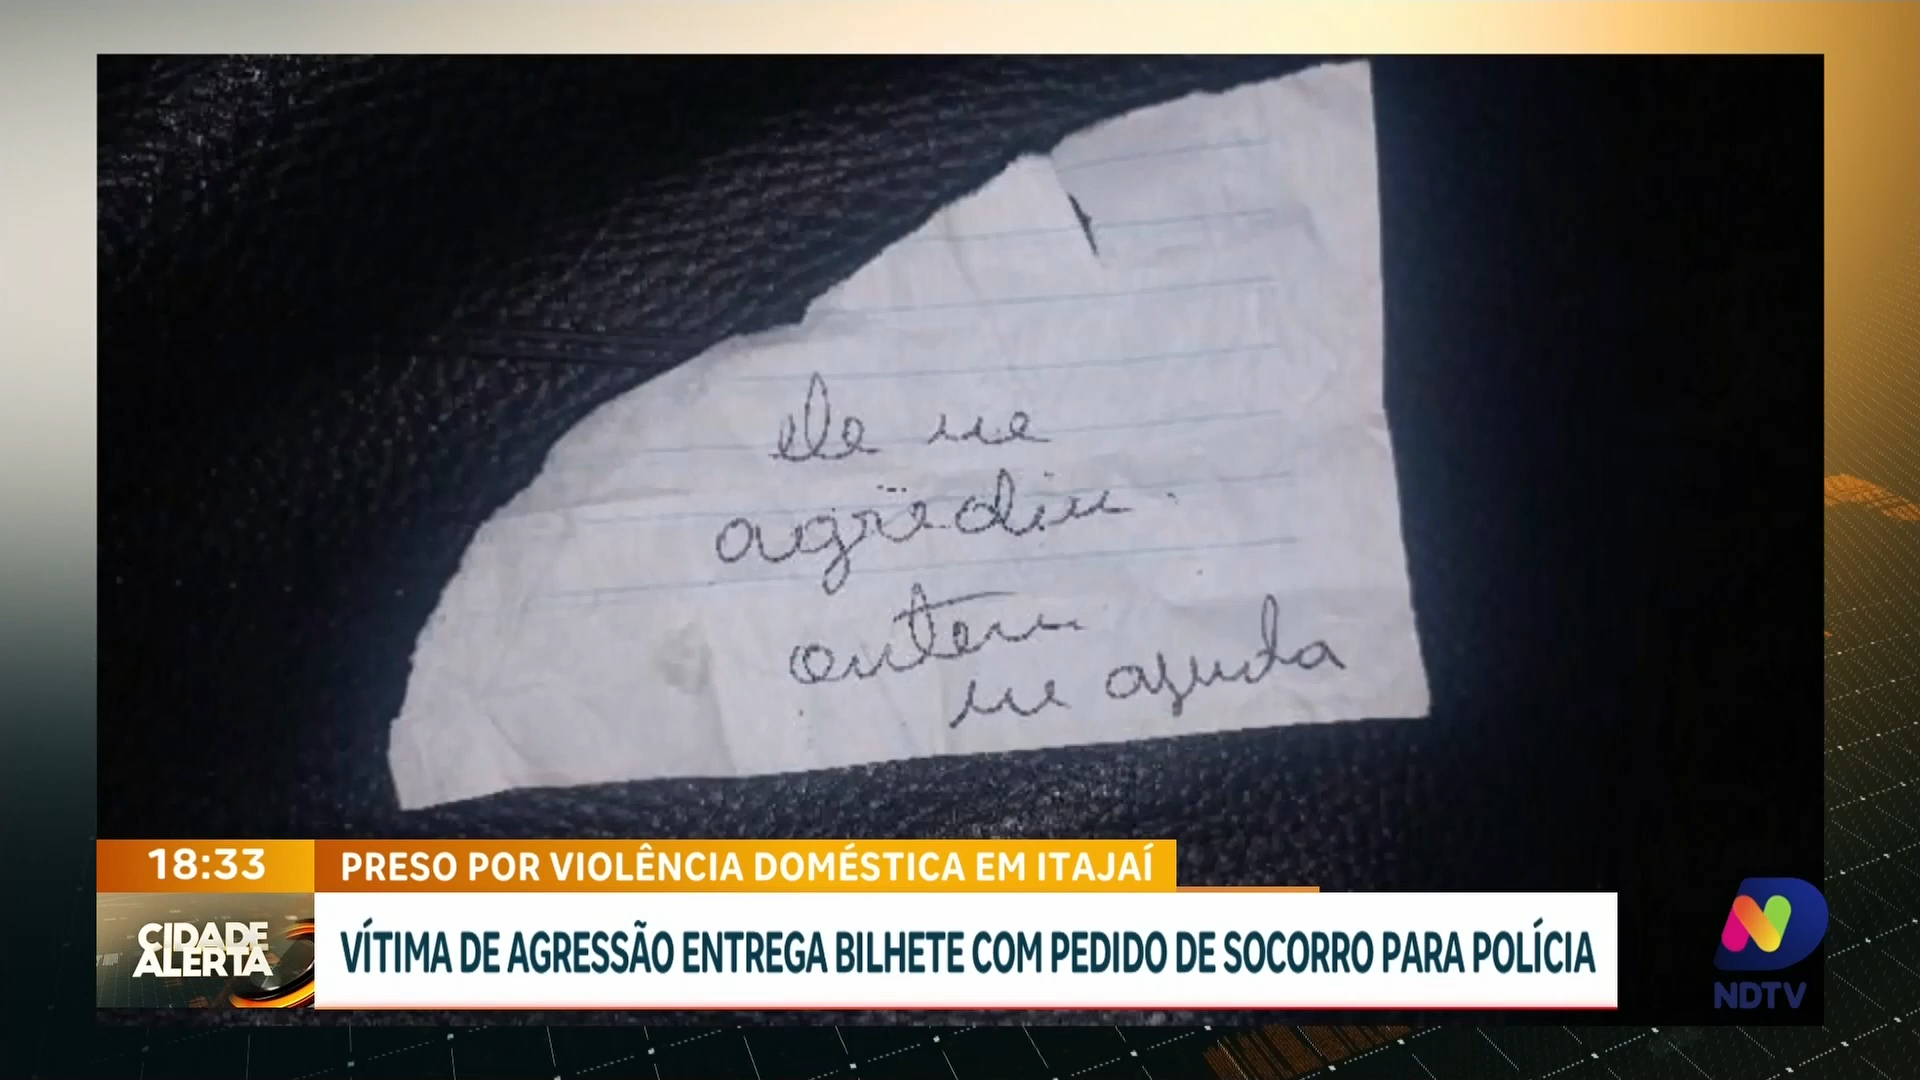 ele me
agrediu
ontem
me ajuda
18:33
PRESO POR VIOLÊNCIA DOMÉSTICA EM ITAJAÍ
CIDADE
ALERTA
VÍTIMA DE AGRESSÃO ENTREGA BILHETE COM PEDIDO DE SOCORRO PARA POLÍCIA
NDTV